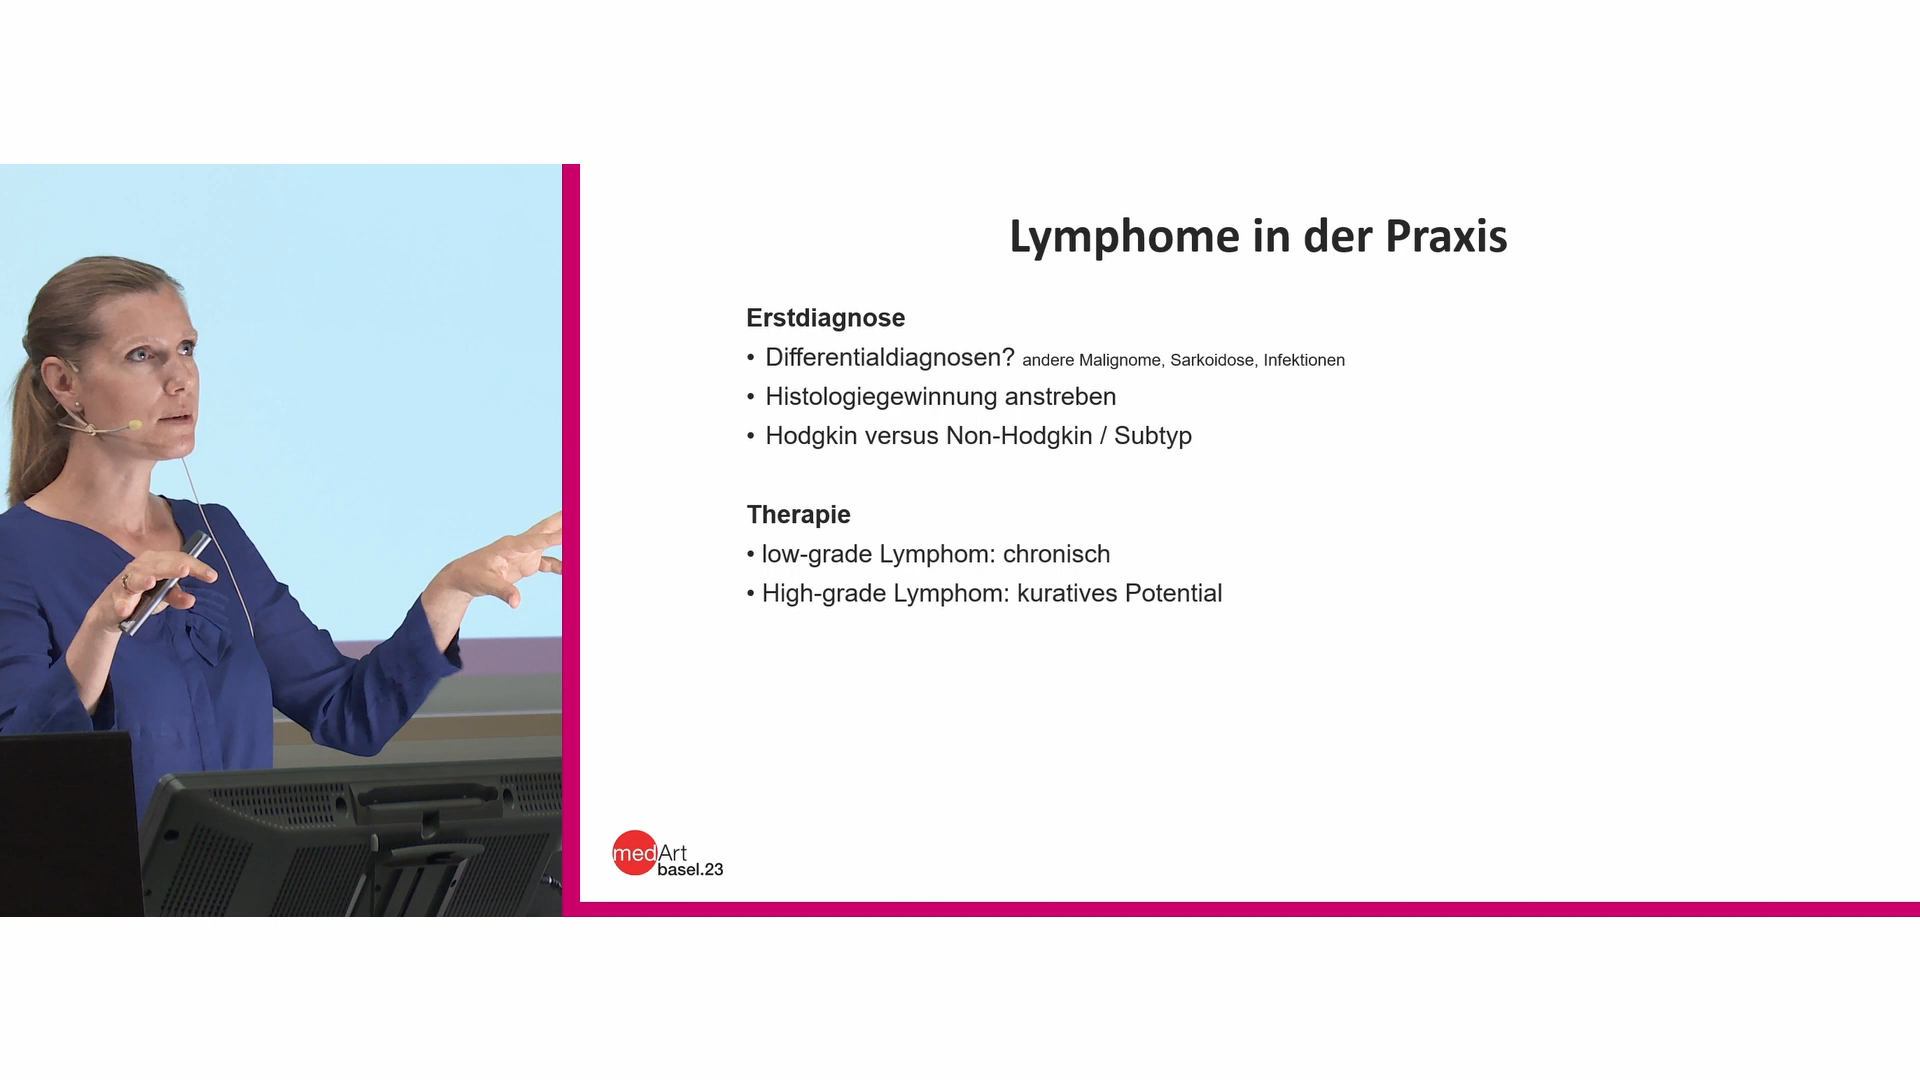 Lymphome in der Praxis
Erstdiagnose
• Differentialdiagnosen? andere Malignome, Sarkoidose, Infektionen
• Histologiegewinnung anstreben
• Hodgkin versus Non-Hodgkin / Subtyp
Therapie
• low-grade Lymphom: chronisch
• High-grade Lymphom: kuratives Potential
medArt
basel.23